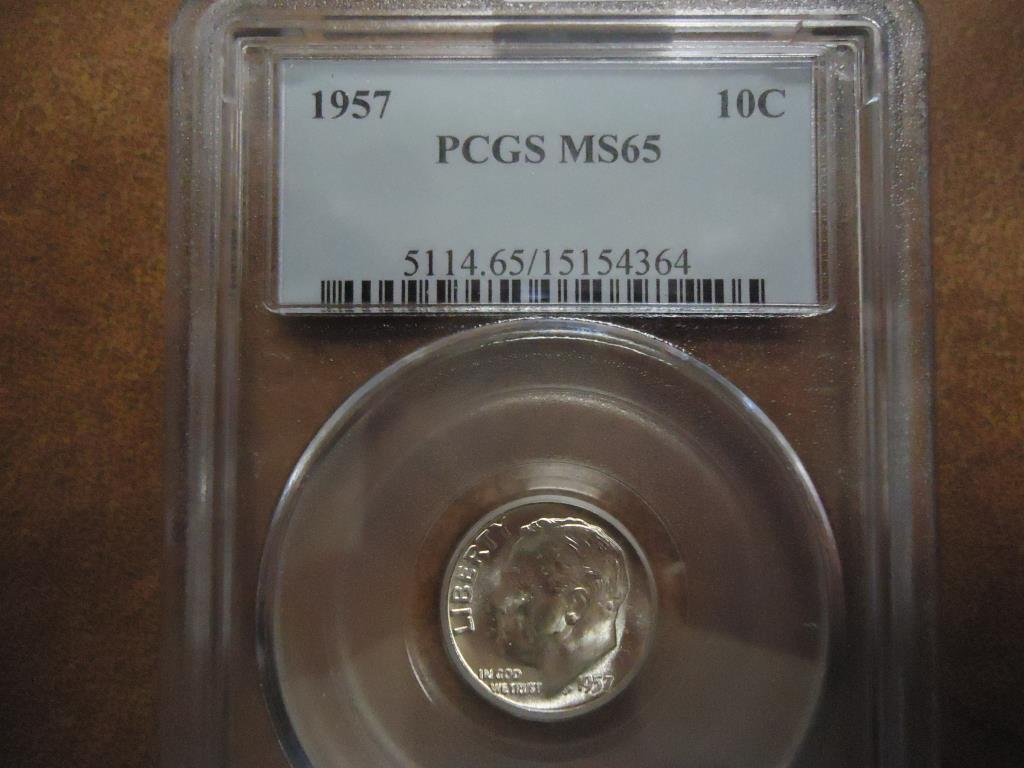 1957 10C
PCGS MS65
5114.65/15154364
LIBERTY
IN GOD
WE TRUST
1957